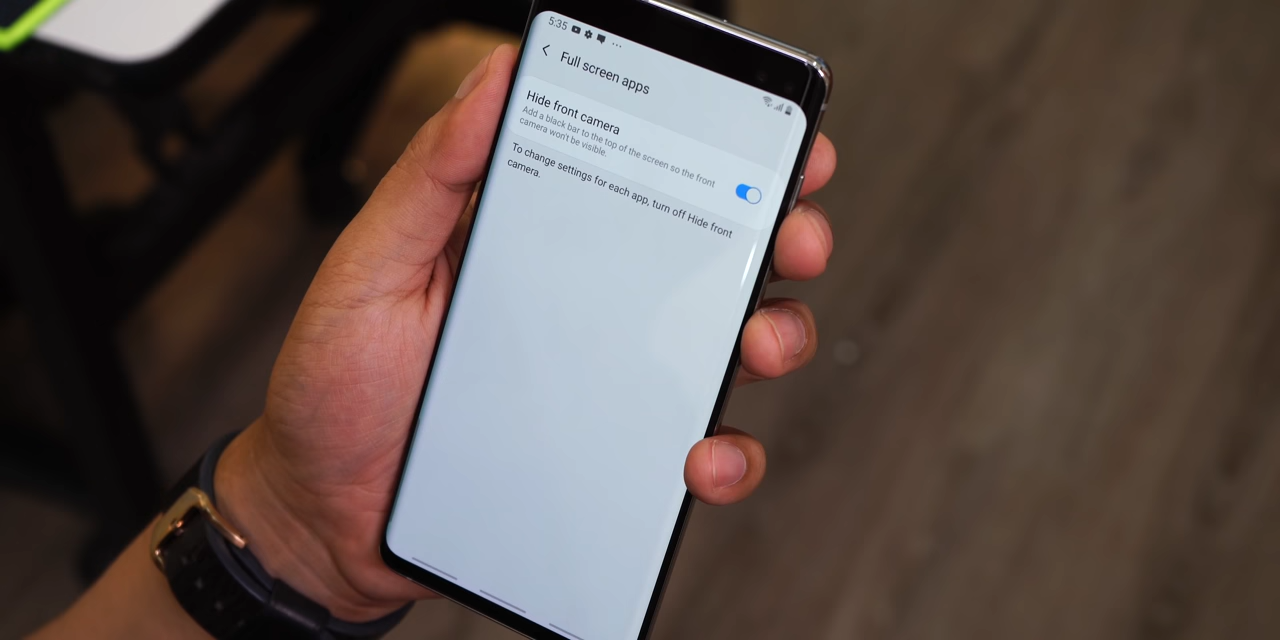 5:35
Full screen apps
Hide front camera
Add a black bar to the top of the screen so the front
camera won't be visible.
To change settings for each app, turn off Hide front
camera.